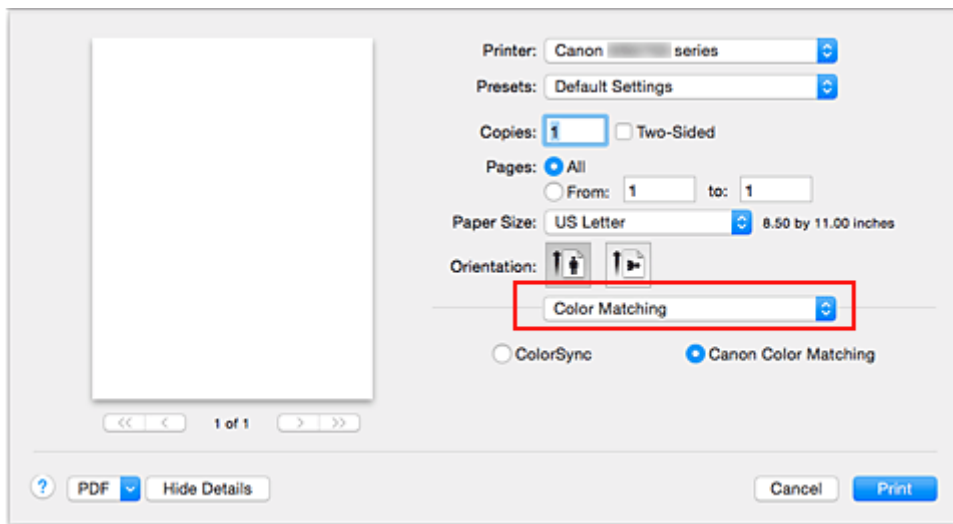 Printer: Canon series
Presets: Default Settings
Copies: 1 Two-Sided
Pages: All
From: 1 to: 1
Paper Size: US Letter 8.50 by 11.00 inches
Orientation:
Color Matching
ColorSync Canon Color Matching
1 of 1
? PDF Hide Details Cancel Print